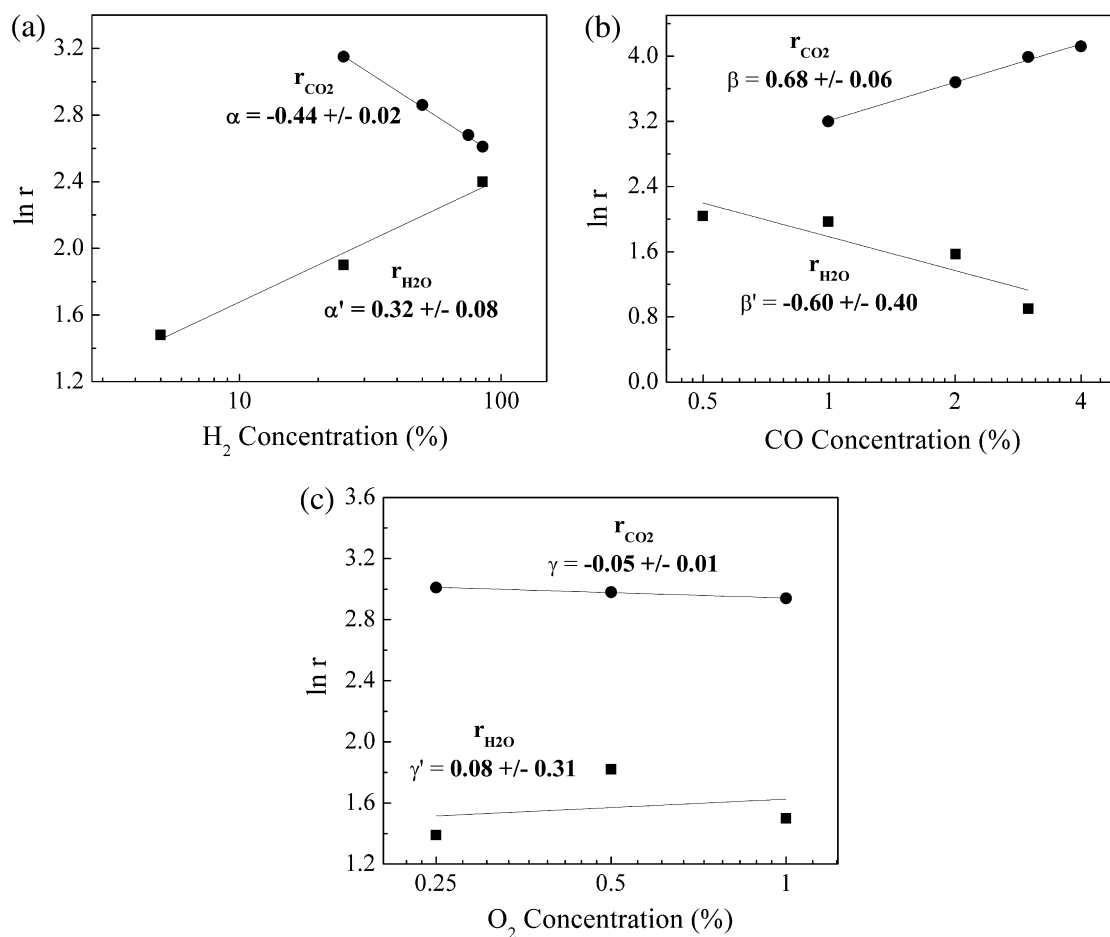 (a)
3.2
2.8
2.4
2.0
1.6
1.2
ln r
r_CO2
α = -0.44 +/- 0.02
r_H2O
α' = 0.32 +/- 0.08
10
100
H₂ Concentration (%)
(b)
4.0
3.2
2.4
1.6
0.8
0.0
ln r
r_CO2
β = 0.68 +/- 0.06
r_H2O
β' = -0.60 +/- 0.40
0.5
1
2
4
CO Concentration (%)
(c)
3.6
3.2
2.8
2.4
2.0
1.6
1.2
ln r
r_CO2
γ = -0.05 +/- 0.01
r_H2O
γ' = 0.08 +/- 0.31
0.25
0.5
1
O₂ Concentration (%)